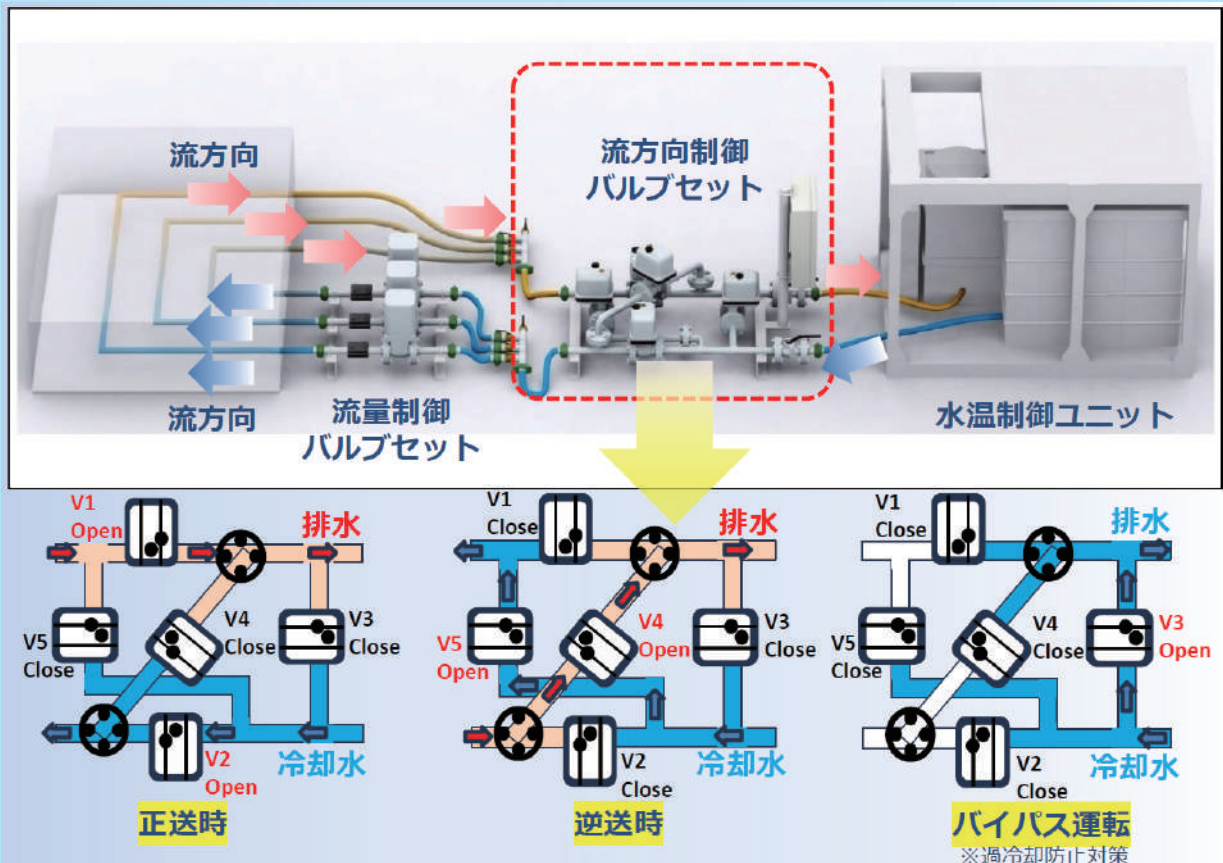 流方向
流方向制御
バルブセット
流方向
流量制御
バルブセット
水温制御ユニット
V1
Open
排水
V5
Close
V4
Close
V3
Close
V2
Open
冷却水
正送時
V1
Close
排水
V5
Open
V4
Open
V3
Close
V2
Close
冷却水
逆送時
V1
Close
排水
V5
Close
V4
Close
V3
Open
V2
Close
冷却水
バイパス運転
※過冷却防止対策